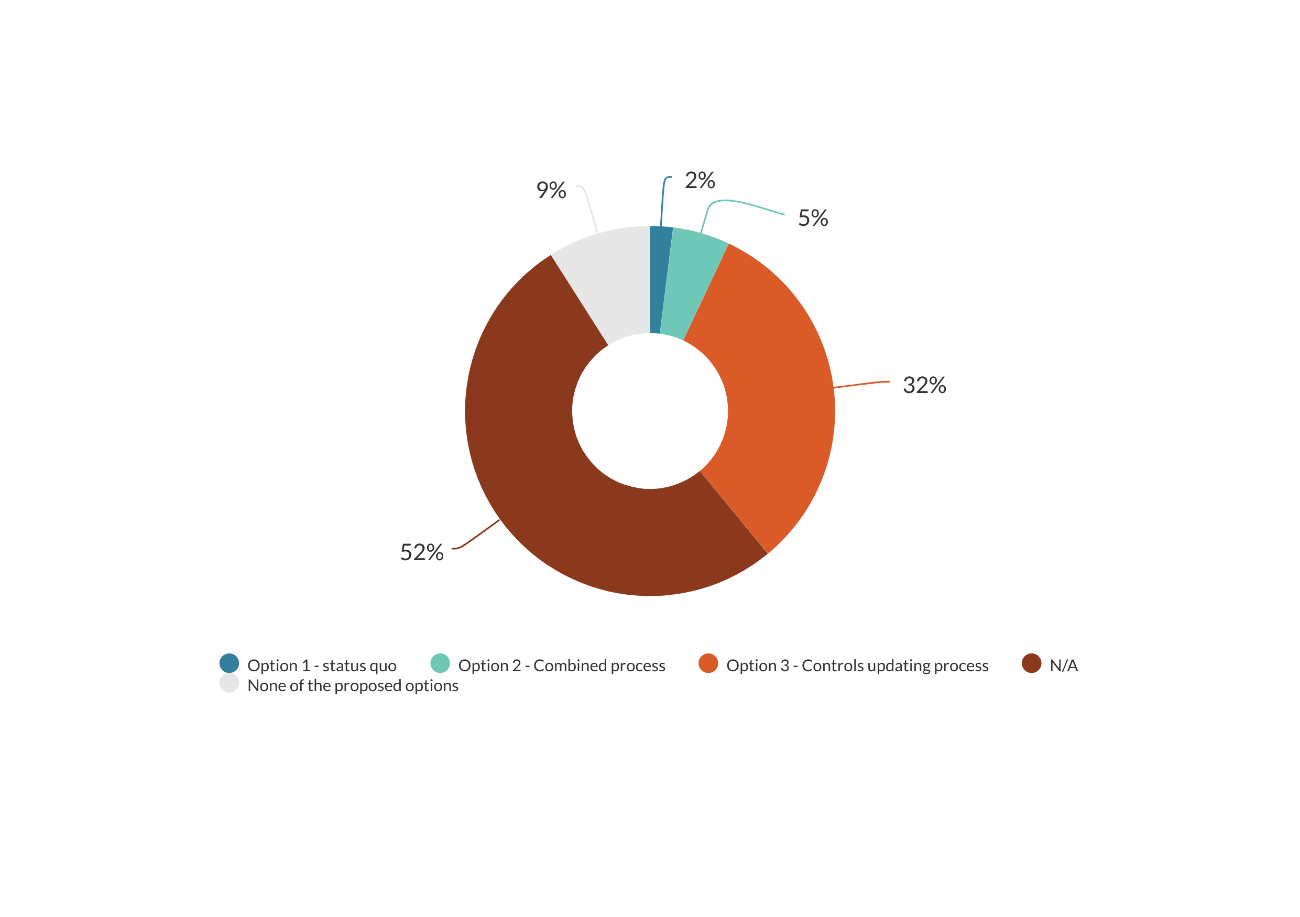 9%
2%
5%
32%
52%
Option 1 - status quo
Option 2 - Combined process
Option 3 - Controls updating process
N/A
None of the proposed options